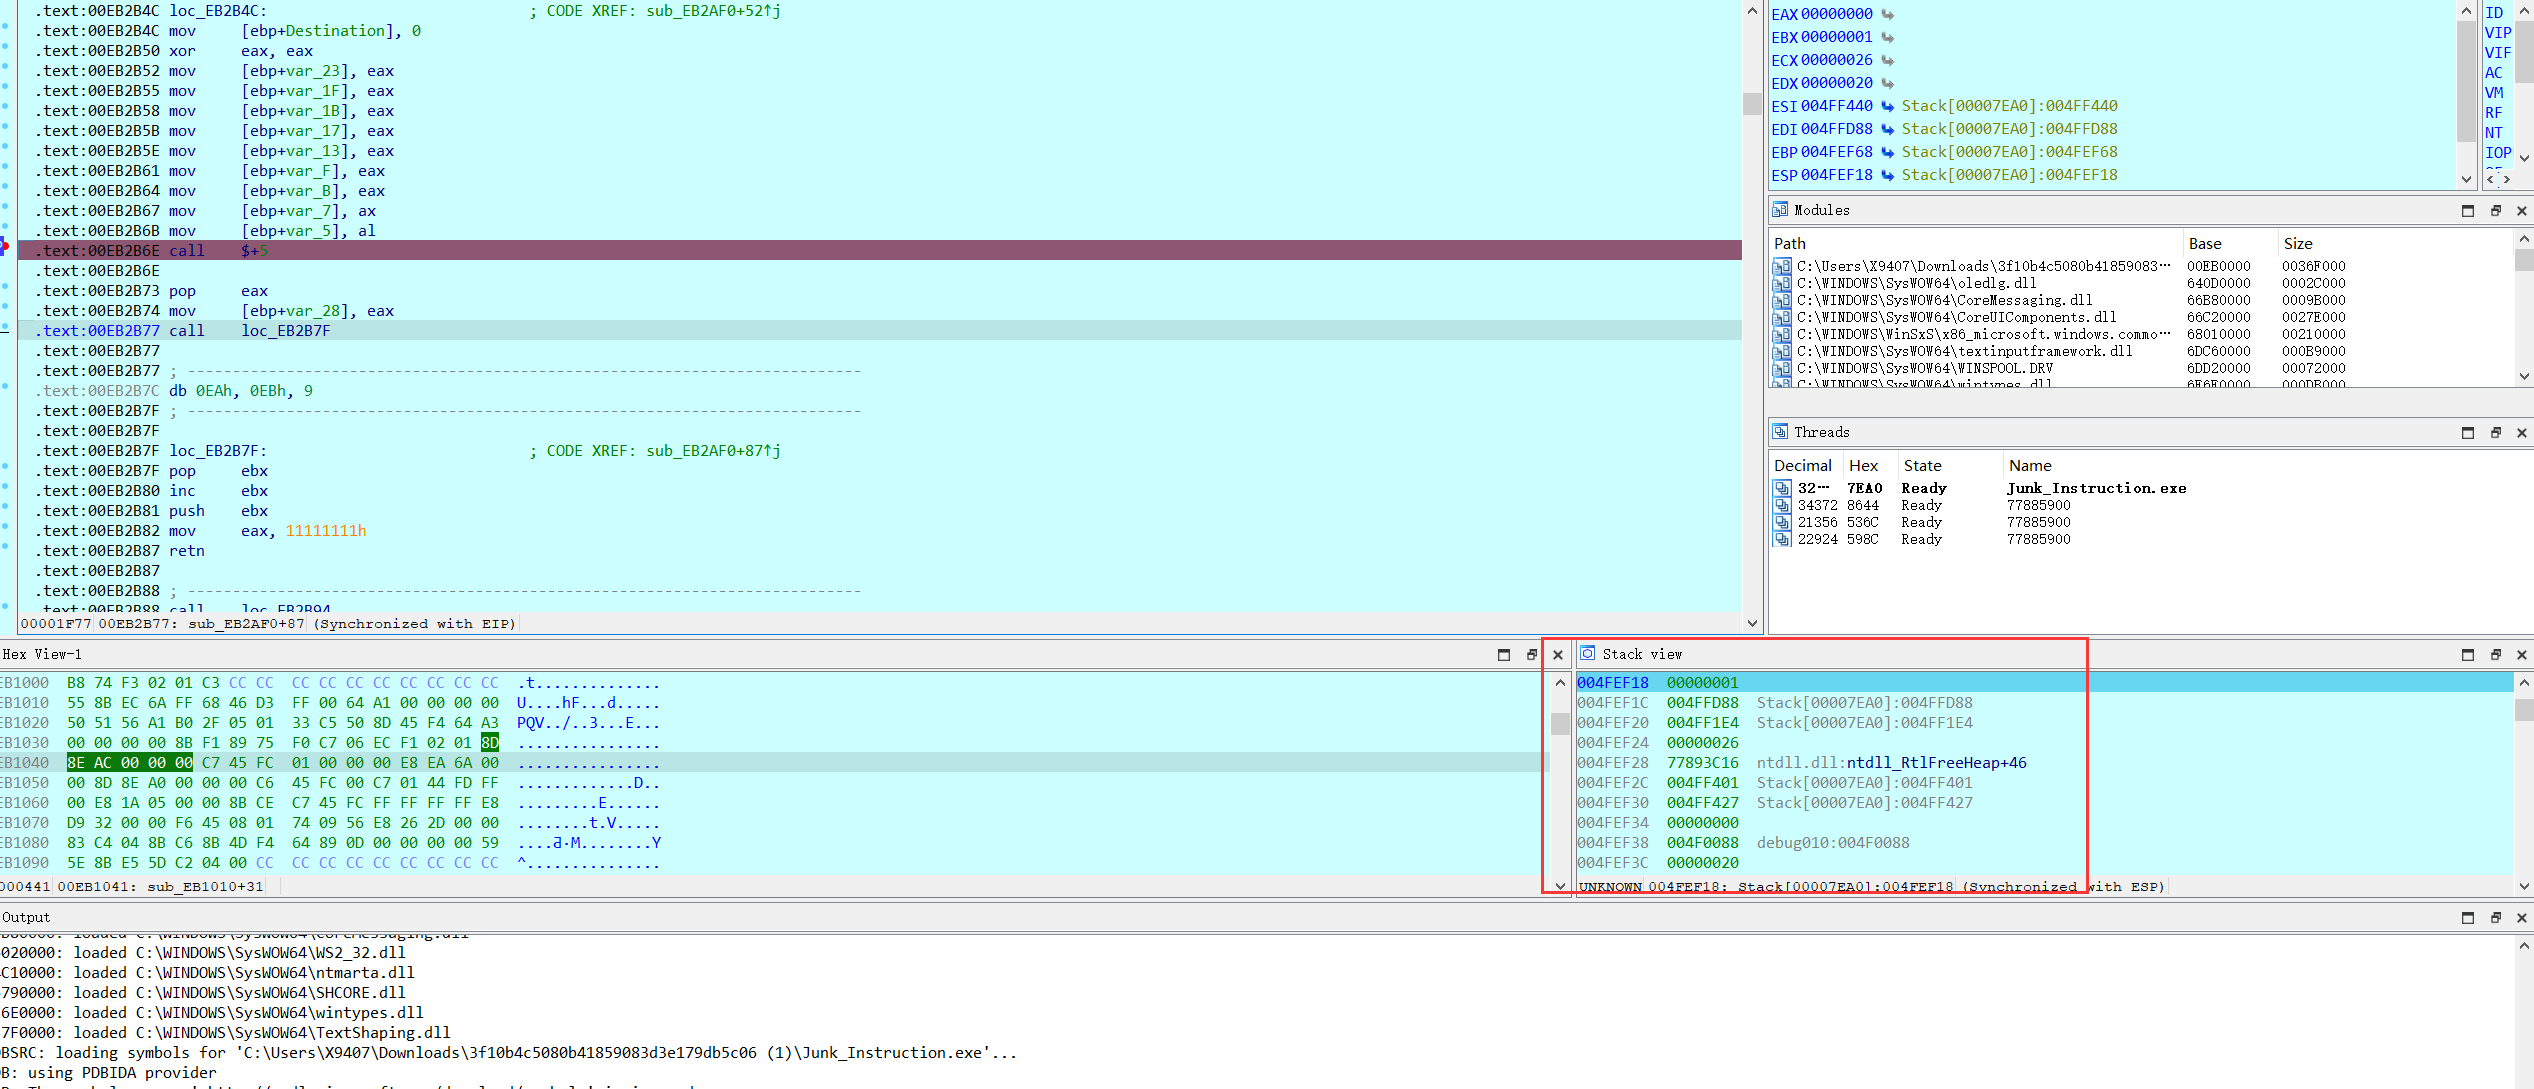 .text:00EB2B4C loc_EB2B4C: ; CODE XREF: sub_EB2AF0+52↑j
.text:00EB2B4C mov [ebp+Destination], 0
.text:00EB2B50 xor eax, eax
.text:00EB2B52 mov [ebp+var_23], eax
.text:00EB2B55 mov [ebp+var_1F], eax
.text:00EB2B58 mov [ebp+var_1B], eax
.text:00EB2B5B mov [ebp+var_17], eax
.text:00EB2B5E mov [ebp+var_13], eax
.text:00EB2B61 mov [ebp+var_F], eax
.text:00EB2B64 mov [ebp+var_B], eax
.text:00EB2B67 mov [ebp+var_7], ax
.text:00EB2B6B mov [ebp+var_5], al
.text:00EB2B6E call $+5
.text:00EB2B6E
.text:00EB2B73 pop eax
.text:00EB2B74 mov [ebp+var_28], eax
.text:00EB2B77 call loc_EB2B7F
.text:00EB2B77
.text:00EB2B77 ; ---------------------------------------------------------------------------
.text:00EB2B7C db 0EAh, 0EBh, 9
.text:00EB2B7F ; ---------------------------------------------------------------------------
.text:00EB2B7F
.text:00EB2B7F loc_EB2B7F: ; CODE XREF: sub_EB2AF0+87↑j
.text:00EB2B7F pop ebx
.text:00EB2B80 inc ebx
.text:00EB2B81 push ebx
.text:00EB2B82 mov eax, 11111111h
.text:00EB2B87 retn
.text:00EB2B87
.text:00EB2B88 ; ---------------------------------------------------------------------------
.text:00EB2B88 call loc_EB2B94
00001F77 00EB2B77: sub_EB2AF0+87 (Synchronized with EIP)
EAX 00000000
EBX 00000001
ECX 00000026
EDX 00000020
ESI 004FF440 Stack[00007EA0]:004FF440
EDI 004FFD88 Stack[00007EA0]:004FFD88
EBP 004FEF68 Stack[00007EA0]:004FEF68
ESP 004FEF18 Stack[00007EA0]:004FEF18
ID
VIP
VIF
AC
VM
RF
NT
IOP
Modules
Path Base Size
C:\Users\X9407\Downloads\3f10b4c5080b41859083… 00EB0000 0036F000
C:\WINDOWS\SysWOW64\oledlg.dll 640D0000 0002C000
C:\WINDOWS\SysWOW64\CoreMessaging.dll 66B80000 0009B000
C:\WINDOWS\SysWOW64\CoreUIComponents.dll 66C20000 0027E000
C:\WINDOWS\WinSxS\x86_microsoft.windows.commo… 68010000 00210000
C:\WINDOWS\SysWOW64\textinputframework.dll 6DC60000 000B9000
C:\WINDOWS\SysWOW64\WINSPOOL.DRV 6DD20000 00072000
C:\WINDOWS\SysWOW64\wintypes.dll 6E6E0000 000DB000
Threads
Decimal Hex State Name
32… 7EA0 Ready Junk_Instruction.exe
34372 8644 Ready 77885900
21356 536C Ready 77885900
22924 598C Ready 77885900
Hex View-1
EB1000 B8 74 F3 02 01 C3 CC CC CC CC CC CC CC CC CC CC .t..............
EB1010 55 8B EC 6A FF 68 46 D3 FF 00 64 A1 00 00 00 00 U....hF...d.....
EB1020 50 51 56 A1 B0 2F 05 01 33 C5 50 8D 45 F4 64 A3 PQV../..3...E...
EB1030 00 00 00 00 8B F1 89 75 F0 C7 06 EC F1 02 01 8D ................
EB1040 8E AC 00 00 00 C7 45 FC 01 00 00 00 E8 EA 6A 00 ................
EB1050 00 8D 8E A0 00 00 00 C6 45 FC 00 C7 01 44 FD FF .............D..
EB1060 00 E8 1A 05 00 00 8B CE C7 45 FC FF FF FF FF E8 .........E......
EB1070 D9 32 00 00 F6 45 08 01 74 09 56 E8 26 2D 00 00 ........t.V.....
EB1080 83 C4 04 8B C6 8B 4D F4 64 89 0D 00 00 00 00 59
EB1090 5E 8B E5 5D C2 04 00 CC CC CC CC CC CC CC CC CC ^...............
000441 00EB1041: sub_EB1010+31
Stack view
004FEF18 00000001
004FEF1C 004FFD88 Stack[00007EA0]:004FFD88
004FEF20 004FF1E4 Stack[00007EA0]:004FF1E4
004FEF24 00000026
004FEF28 77893C16 ntdll.dll:ntdll_RtlFreeHeap+46
004FEF2C 004FF401 Stack[00007EA0]:004FF401
004FEF30 004FF427 Stack[00007EA0]:004FF427
004FEF34 00000000
004FEF38 004F0088 debug010:004F0088
004FEF3C 00000020
UNKNOWN 004FEF18: Stack[00007EA0]:004FEF18 (Synchronized with ESP)
Output
0000: loaded C:\WINDOWS\SysWOW64\CoreMessaging.dll
020000: loaded C:\WINDOWS\SysWOW64\WS2_32.dll
C10000: loaded C:\WINDOWS\SysWOW64\ntmarta.dll
790000: loaded C:\WINDOWS\SysWOW64\SHCORE.dll
6E0000: loaded C:\WINDOWS\SysWOW64\wintypes.dll
7F0000: loaded C:\WINDOWS\SysWOW64\TextShaping.dll
BSRC: loading symbols for 'C:\Users\X9407\Downloads\3f10b4c5080b41859083d3e179db5c06 (1)\Junk_Instruction.exe'...
B: using PDBIDA provider